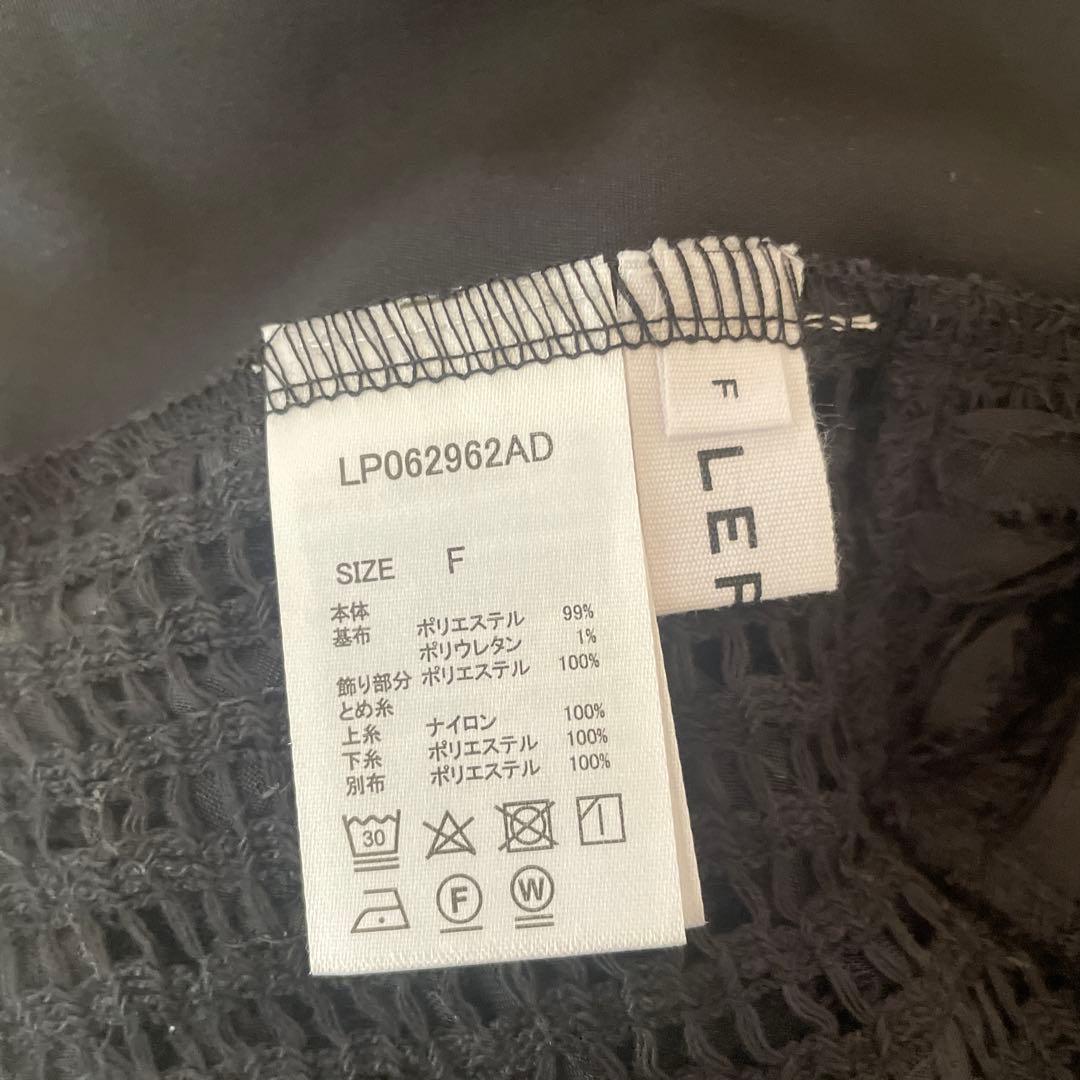 LP062962AD
SIZE F
本体
基布 ポリエステル 99%
ポリウレタン 1%
飾り部分 ポリエステル 100%
とめ糸
上糸 ナイロン 100%
下糸 ポリエステル 100%
別布 ポリエステル 100%
30
F
W
F
LER